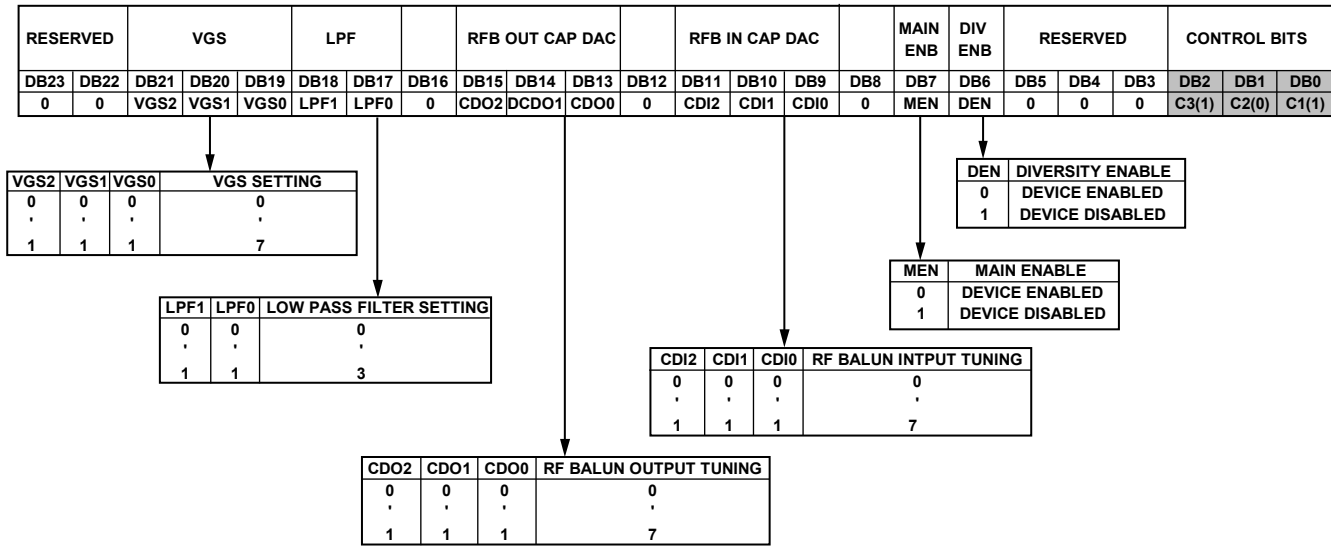 RESERVED VGS LPF RFB OUT CAP DAC RFB IN CAP DAC MAIN ENB DIV ENB RESERVED CONTROL BITS
DB23 DB22 DB21 DB20 DB19 DB18 DB17 DB16 DB15 DB14 DB13 DB12 DB11 DB10 DB9 DB8 DB7 DB6 DB5 DB4 DB3 DB2 DB1 DB0
0 0 VGS2 VGS1 VGS0 LPF1 LPF0 0 CDO2 DCDO1 CDO0 0 CDI2 CDI1 CDI0 0 MEN DEN 0 0 0 C3(1) C2(0) C1(1)
DEN DIVERSITY ENABLE
0 DEVICE ENABLED
1 DEVICE DISABLED
VGS2 VGS1 VGS0 VGS SETTING
0 0 0 0
' ' ' '
1 1 1 7
MEN MAIN ENABLE
0 DEVICE ENABLED
1 DEVICE DISABLED
LPF1 LPF0 LOW PASS FILTER SETTING
0 0 0
' ' '
1 1 3
CDI2 CDI1 CDI0 RF BALUN INTPUT TUNING
0 0 0 0
' ' ' '
1 1 1 7
CDO2 CDO1 CDO0 RF BALUN OUTPUT TUNING
0 0 0 0
' ' ' '
1 1 1 7